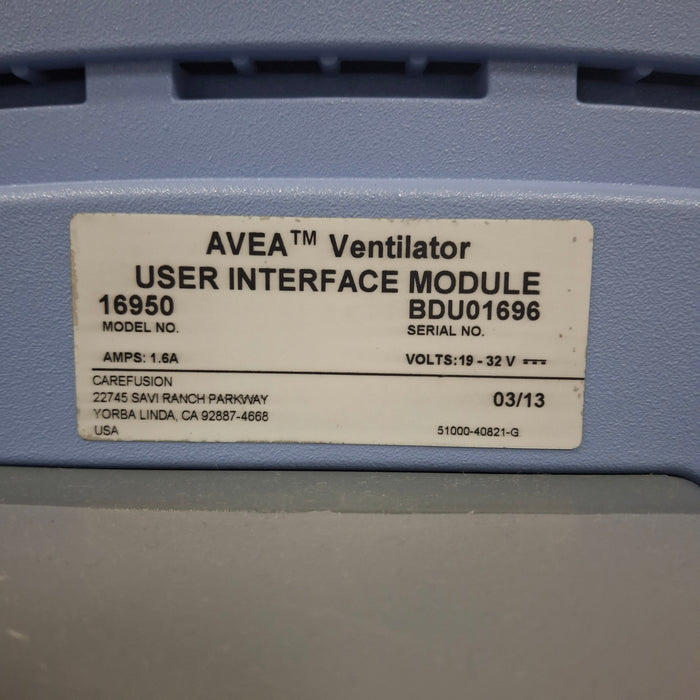 AVEA™ Ventilator
USER INTERFACE MODULE
16950 BDU01696
MODEL NO. SERIAL NO.
AMPS: 1.6A VOLTS:19 - 32 V ⎓
CAREFUSION
22745 SAVI RANCH PARKWAY 03/13
YORBA LINDA, CA 92887-4668
USA 51000-40821-G